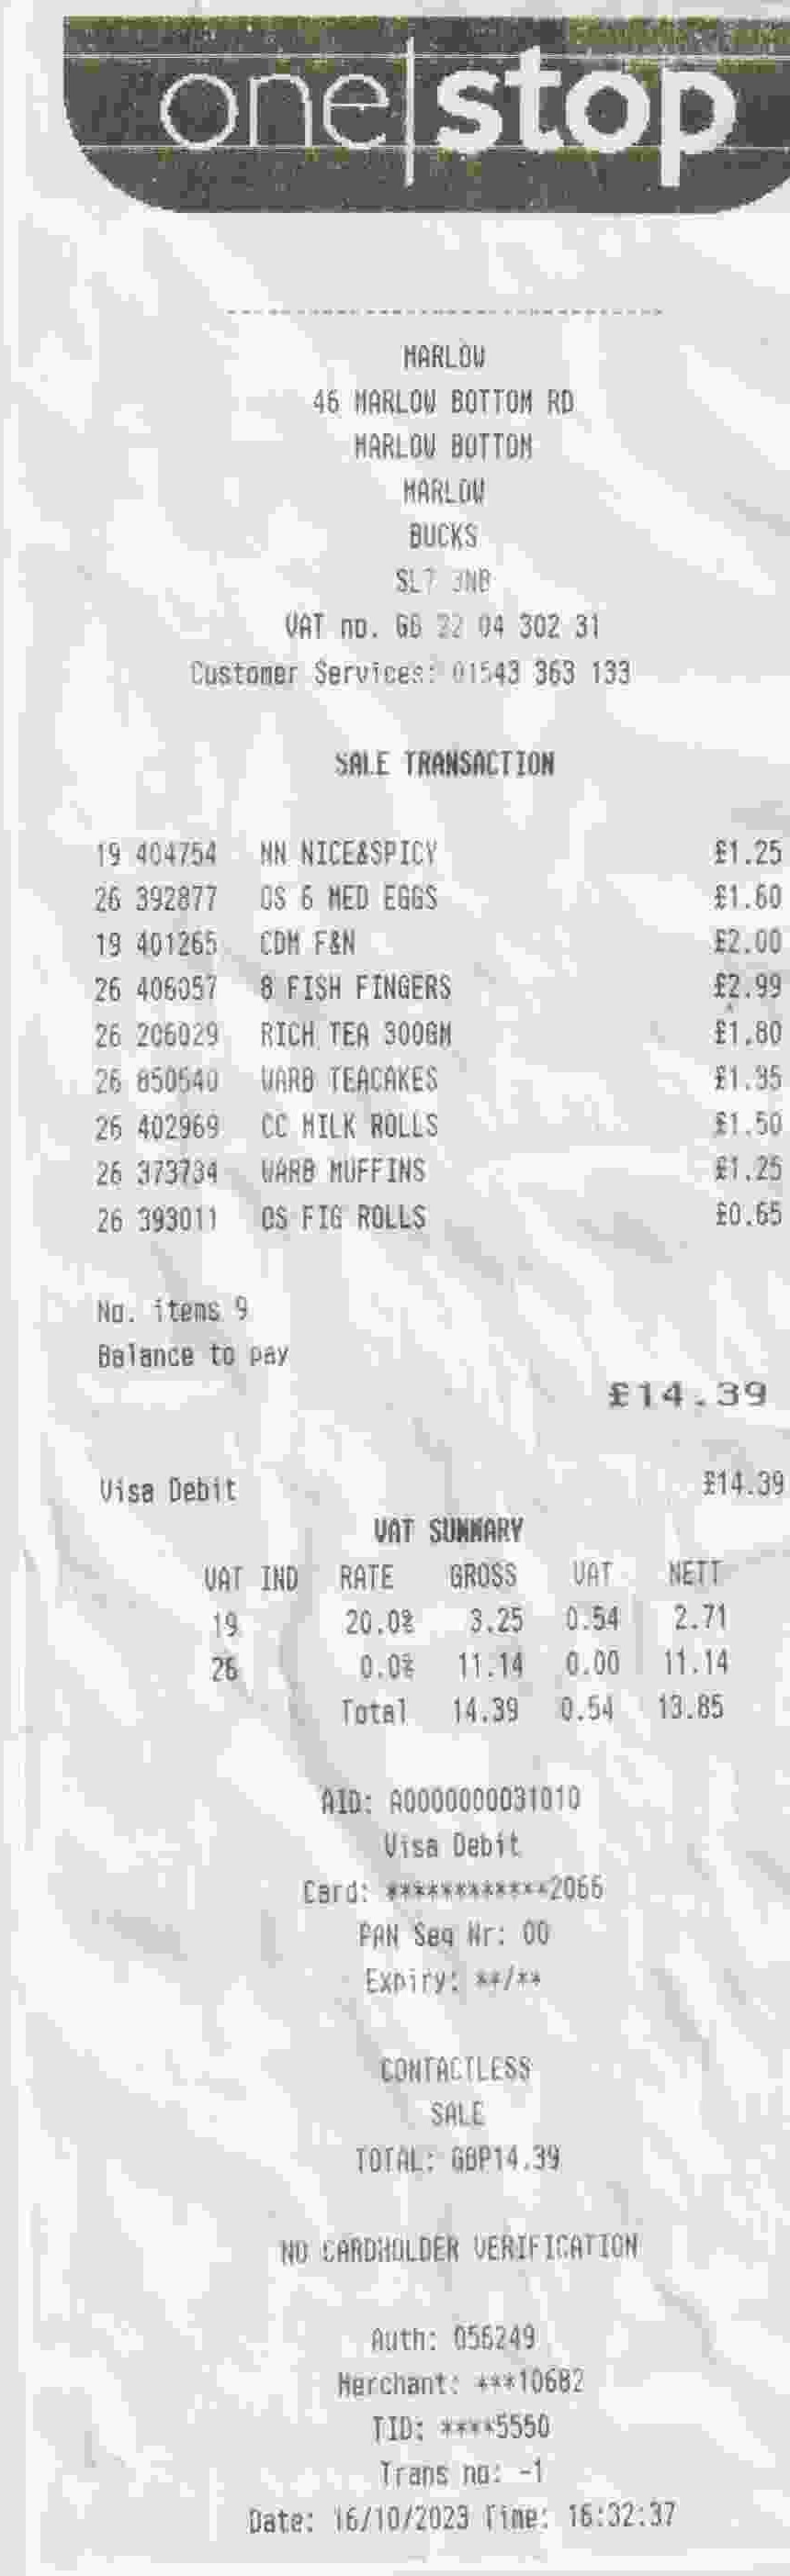 one|stop
MARLOW
46 MARLOW BOTTOM RD
MARLOW BOTTOM
MARLOW
BUCKS
SL7 3NB
VAT no. GB 22 04 302 31
Customer Services: 01543 363 133
SALE TRANSACTION
19 404754 NN NICE&SPICY £1.25
26 392877 OS 6 MED EGGS £1.60
19 401265 CDM F&N £2.00
26 406057 8 FISH FINGERS £2.99
26 206029 RICH TEA 300GM £1.80
26 850540 WARB TEACAKES £1.35
26 402969 CC MILK ROLLS £1.50
26 373734 WARB MUFFINS £1.25
26 393011 OS FIG ROLLS £0.65
No. items 9
Balance to pay
£14.39
Visa Debit £14.39
VAT SUMMARY
VAT IND RATE GROSS VAT NETT
19 20.0% 3.25 0.54 2.71
26 0.0% 11.14 0.00 11.14
Total 14.39 0.54 13.85
AID: A0000000031010
Visa Debit
Card: ************2066
PAN Seq Nr: 00
Expiry: **/**
CONTACTLESS
SALE
TOTAL: GBP14.39
NO CARDHOLDER VERIFICATION
Auth: 056249
Merchant: ***10682
TID: ****5550
Trans no: -1
Date: 16/10/2023 Time: 16:32:37